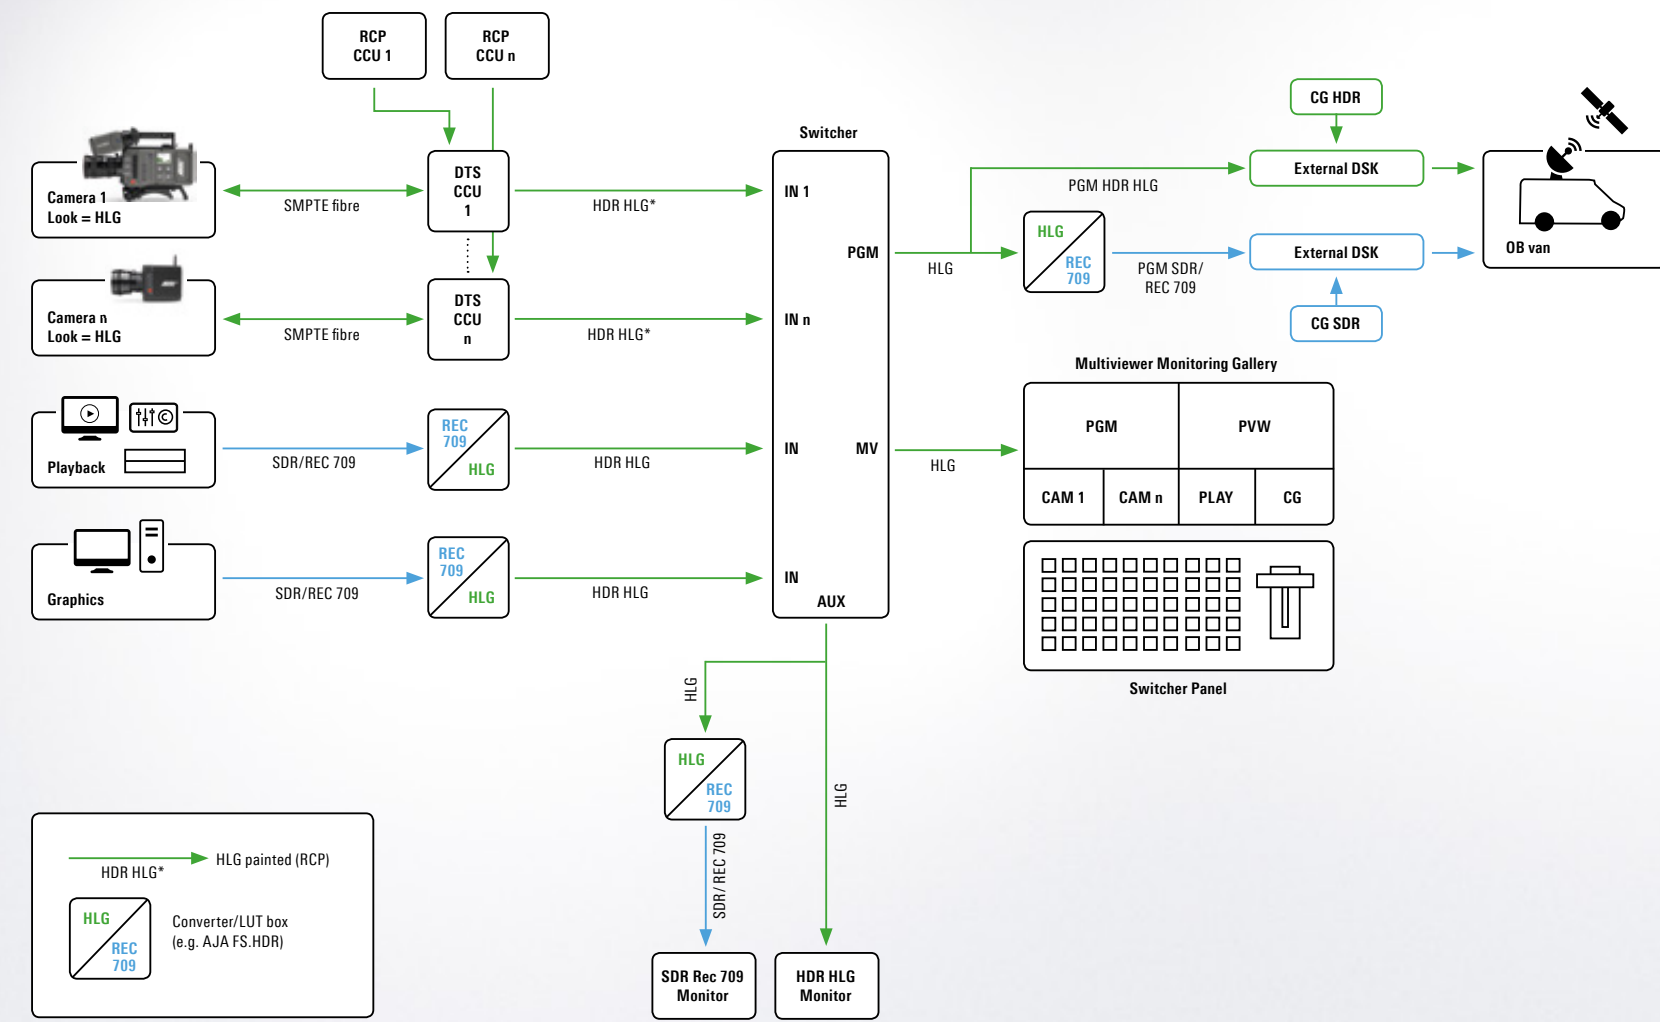 RCP
CCU 1
RCP
CCU n
Camera 1
Look = HLG
SMPTE fibre
DTS
CCU
1
HDR HLG*
Camera n
Look = HLG
SMPTE fibre
DTS
CCU
n
HDR HLG*
Playback
SDR/REC 709
REC
709
HLG
HDR HLG
Graphics
SDR/REC 709
REC
709
HLG
HDR HLG
Switcher
IN 1
IN n
IN
IN
PGM
MV
AUX
HLG
PGM HDR HLG
HLG
REC
709
PGM SDR/
REC 709
CG HDR
External DSK
External DSK
CG SDR
OB van
HLG
Multiviewer Monitoring Gallery
PGM
PVW
CAM 1
CAM n
PLAY
CG
Switcher Panel
HLG
HLG
REC
709
SDR/ REC 709
HLG
SDR Rec 709
Monitor
HDR HLG
Monitor
HLG painted (RCP)
HDR HLG*
HLG
REC
709
Converter/LUT box
(e.g. AJA FS.HDR)